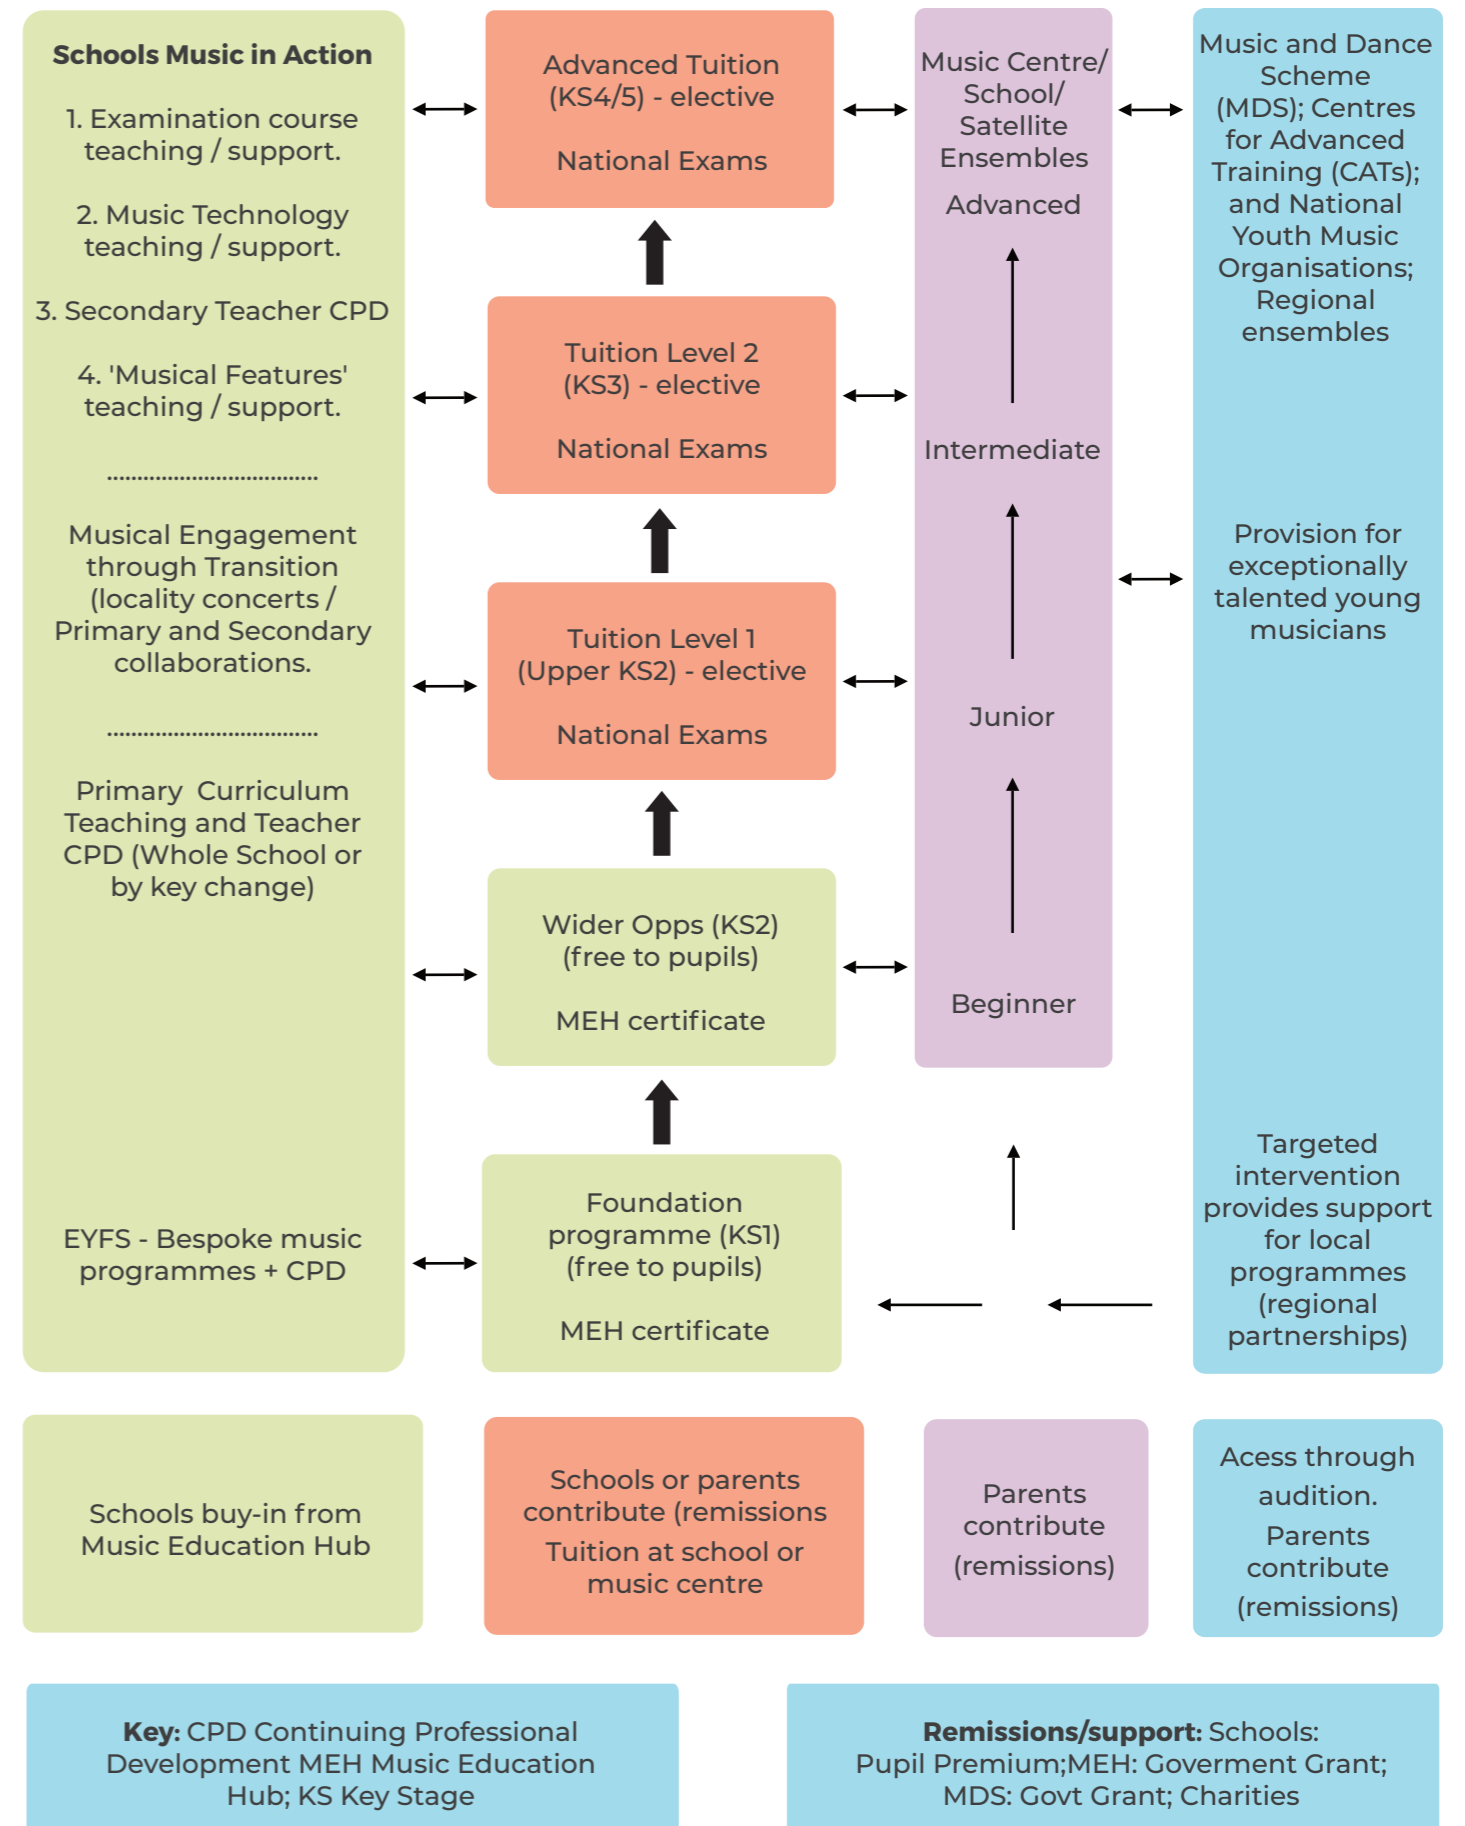 Schools Music in Action
1. Examination course
teaching / support.
2. Music Technology
teaching / support.
3. Secondary Teacher CPD
4. 'Musical Features'
teaching / support.
..................................
Musical Engagement
through Transition
(locality concerts /
Primary and Secondary
collaborations.
..................................
Primary Curriculum
Teaching and Teacher
CPD (Whole School or
by key change)
EYFS - Bespoke music
programmes + CPD
Advanced Tuition
(KS4/5) - elective
National Exams
Tuition Level 2
(KS3) - elective
National Exams
Tuition Level 1
(Upper KS2) - elective
National Exams
Wider Opps (KS2)
(free to pupils)
MEH certificate
Foundation
programme (KS1)
(free to pupils)
MEH certificate
Music Centre/
School/
Satellite
Ensembles
Advanced
Intermediate
Junior
Beginner
Music and Dance
Scheme
(MDS); Centres
for Advanced
Training (CATs);
and National
Youth Music
Organisations;
Regional
ensembles
Provision for
exceptionally
talented young
musicians
Targeted
intervention
provides support
for local
programmes
(regional
partnerships)
Schools buy-in from
Music Education Hub
Schools or parents
contribute (remissions
Tuition at school or
music centre
Parents
contribute
(remissions)
Acess through
audition.
Parents
contribute
(remissions)
Key: CPD Continuing Professional
Development MEH Music Education
Hub; KS Key Stage
Remissions/support: Schools:
Pupil Premium;MEH: Goverment Grant;
MDS: Govt Grant; Charities